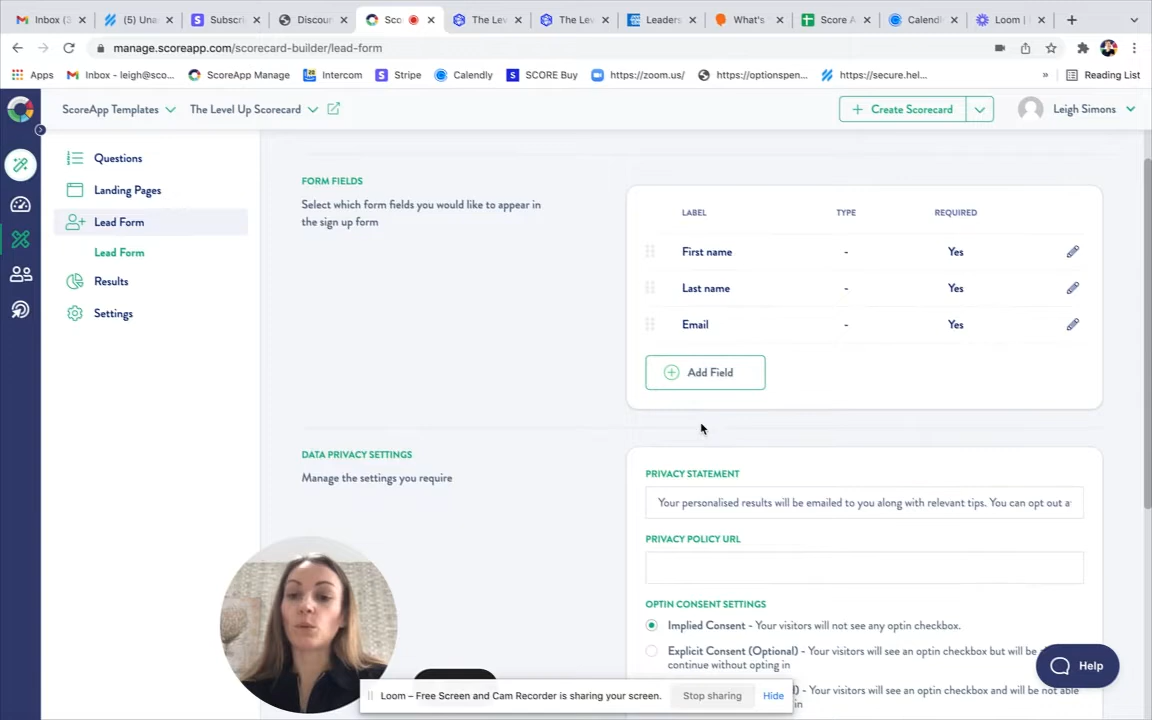 Inbox (3
(5) Una
Subscri
Discoun
Sco
The Lev
The Lev
Leaders
What's
Score A
Calendl
Loom |
manage.scoreapp.com/scorecard-builder/lead-form
Apps
Inbox - leigh@sco...
ScoreApp Manage
Intercom
Stripe
Calendly
SCORE Buy
https://zoom.us/
https://optionspen...
https://secure.hel...
»
Reading List
ScoreApp Templates
The Level Up Scorecard
Create Scorecard
Leigh Simons
Questions
Landing Pages
Lead Form
Lead Form
Results
Settings
FORM FIELDS
Select which form fields you would like to appear in
the sign up form
LABEL TYPE REQUIRED
First name - Yes
Last name - Yes
Email - Yes
Add Field
DATA PRIVACY SETTINGS
Manage the settings you require
PRIVACY STATEMENT
Your personalised results will be emailed to you along with relevant tips. You can opt out a
PRIVACY POLICY URL
OPTIN CONSENT SETTINGS
Implied Consent - Your visitors will not see any optin checkbox.
Explicit Consent (Optional) - Your visitors will see an optin checkbox but will be
continue without opting in
) - Your visitors will see an optin checkbox and will be not able
in
Help
Loom – Free Screen and Cam Recorder is sharing your screen.
Stop sharing
Hide